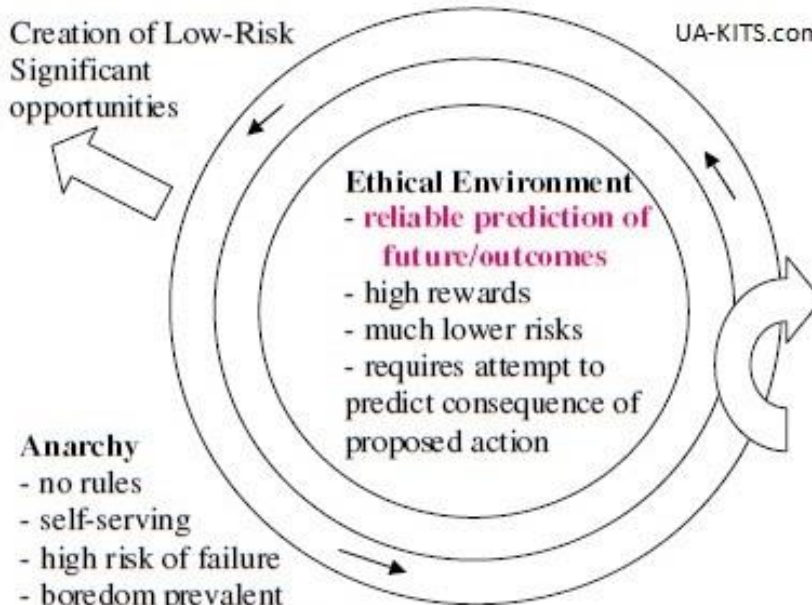 Creation of Low-Risk
Significant
opportunities
UA-KITS.com
Ethical Environment
- reliable prediction of
future/outcomes
- high rewards
- much lower risks
- requires attempt to
predict consequence of
proposed action
Anarchy
- no rules
- self-serving
- high risk of failure
- boredom prevalent